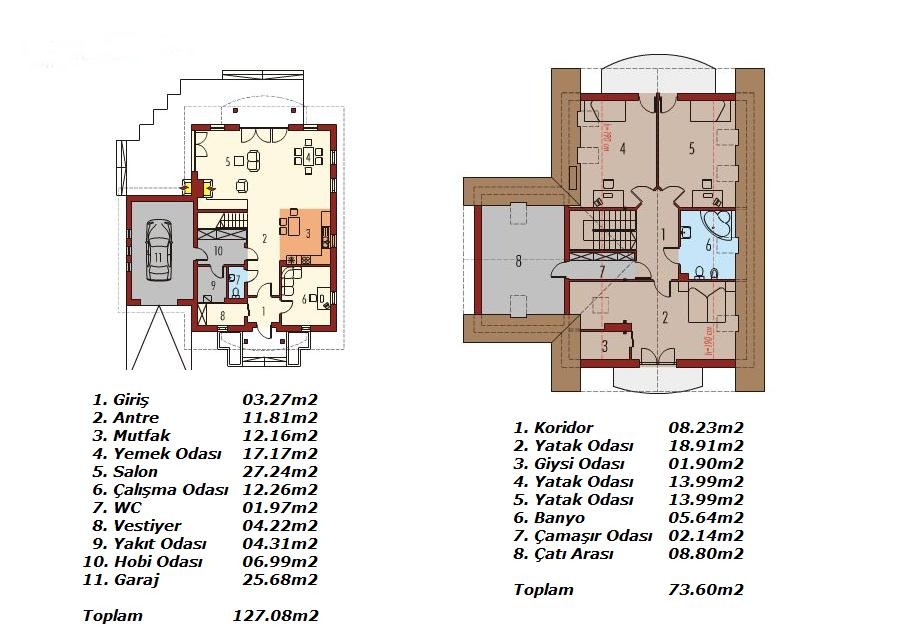 5
4
3
2
10
11
9
7
8
1
6
4
5
1
6
8
7
2
3
h=190 cm
h=190 cm
1. Giriş 03.27m2
2. Antre 11.81m2
3. Mutfak 12.16m2
4. Yemek Odası 17.17m2
5. Salon 27.24m2
6. Çalışma Odası 12.26m2
7. WC 01.97m2
8. Vestiyer 04.22m2
9. Yakıt Odası 04.31m2
10. Hobi Odası 06.99m2
11. Garaj 25.68m2
Toplam 127.08m2
1. Koridor 08.23m2
2. Yatak Odası 18.91m2
3. Giysi Odası 01.90m2
4. Yatak Odası 13.99m2
5. Yatak Odası 13.99m2
6. Banyo 05.64m2
7. Çamaşır Odası 02.14m2
8. Çatı Arası 08.80m2
Toplam 73.60m2